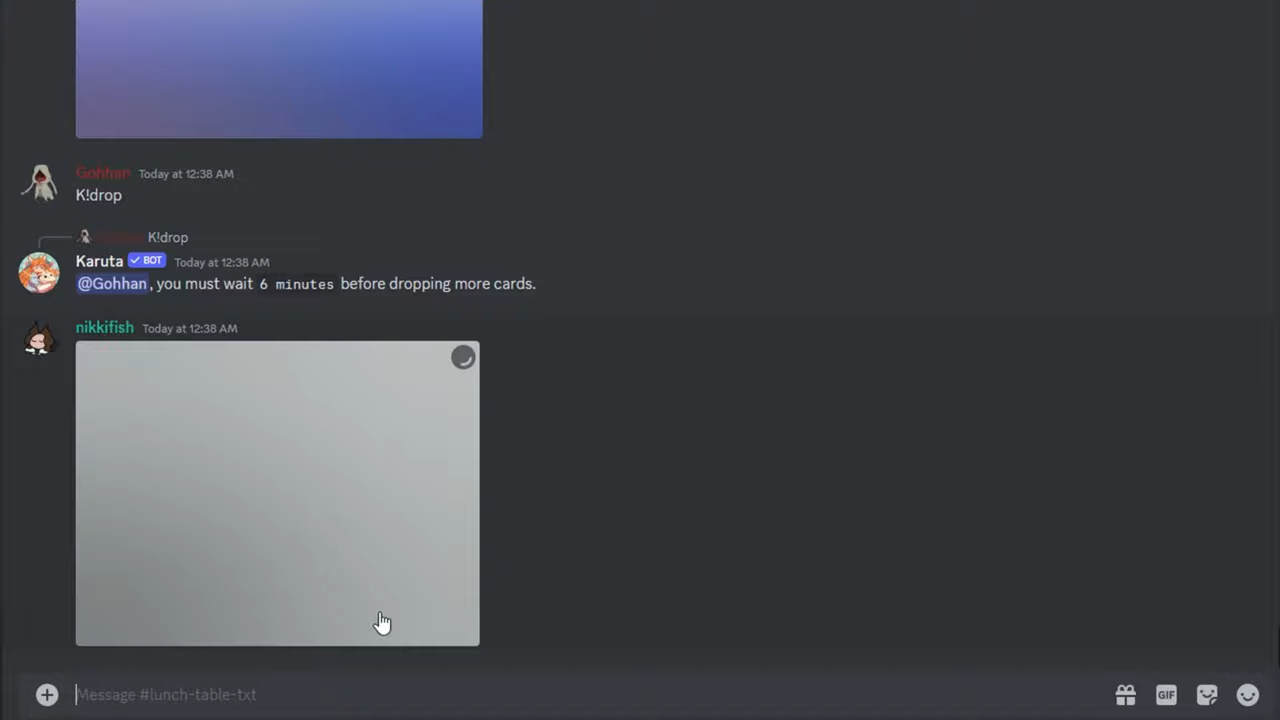 Gohhan Today at 12:38 AM
K!drop
K!drop
Karuta BOT Today at 12:38 AM
@Gohhan, you must wait 6 minutes before dropping more cards.
nikkifish Today at 12:38 AM
Message #lunch-table-txt
GIF